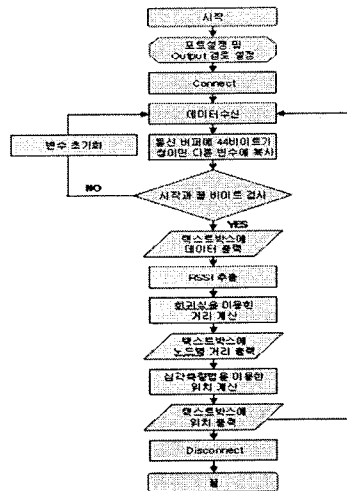 시작
포트설정 및
Output 경로 설정
Connect
데이터수신
통신 버퍼에 44바이트가
쌓이면 다른 변수에 복사
변수 초기화
NO
시작과 끝 바이트 검사
YES
텍스트박스에
데이터 출력
RSSI 추출
회귀식을 이용한
거리 계산
텍스트박스에
노드별 거리 출력
삼각측량법을 이용한
위치 계산
텍스트박스에
위치 출력
Disconnect
끝